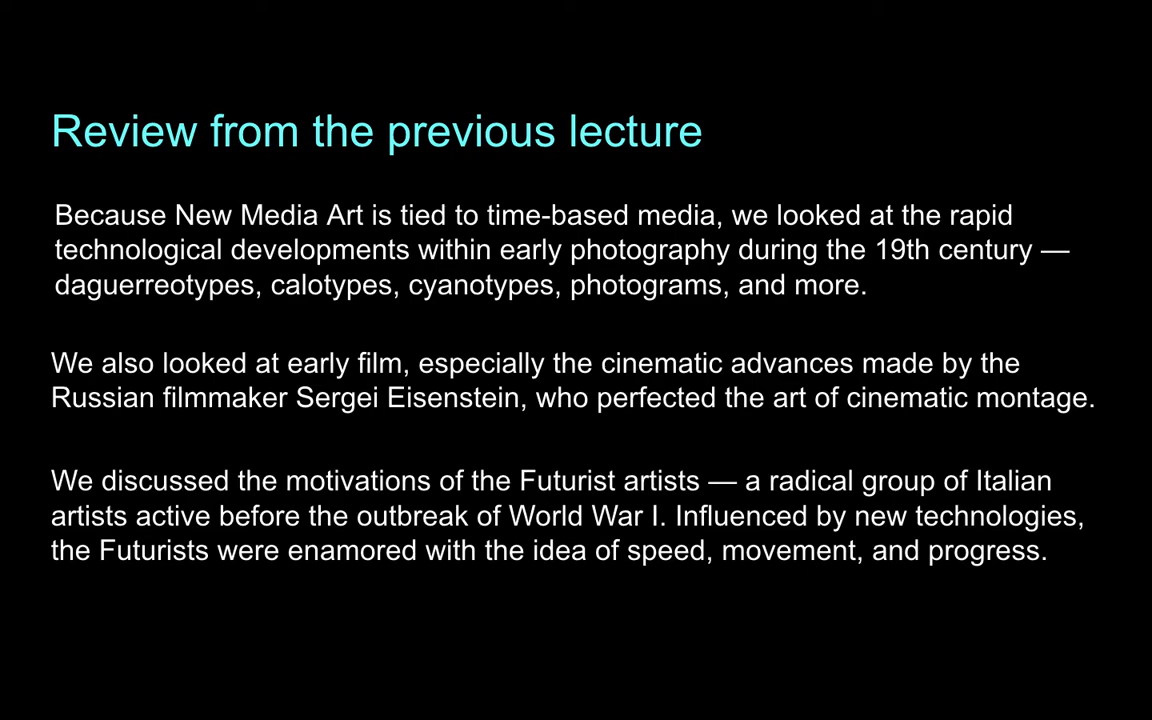 Review from the previous lecture
Because New Media Art is tied to time-based media, we looked at the rapid
technological developments within early photography during the 19th century —
daguerreotypes, calotypes, cyanotypes, photograms, and more.
We also looked at early film, especially the cinematic advances made by the
Russian filmmaker Sergei Eisenstein, who perfected the art of cinematic montage.
We discussed the motivations of the Futurist artists — a radical group of Italian
artists active before the outbreak of World War I. Influenced by new technologies,
the Futurists were enamored with the idea of speed, movement, and progress.